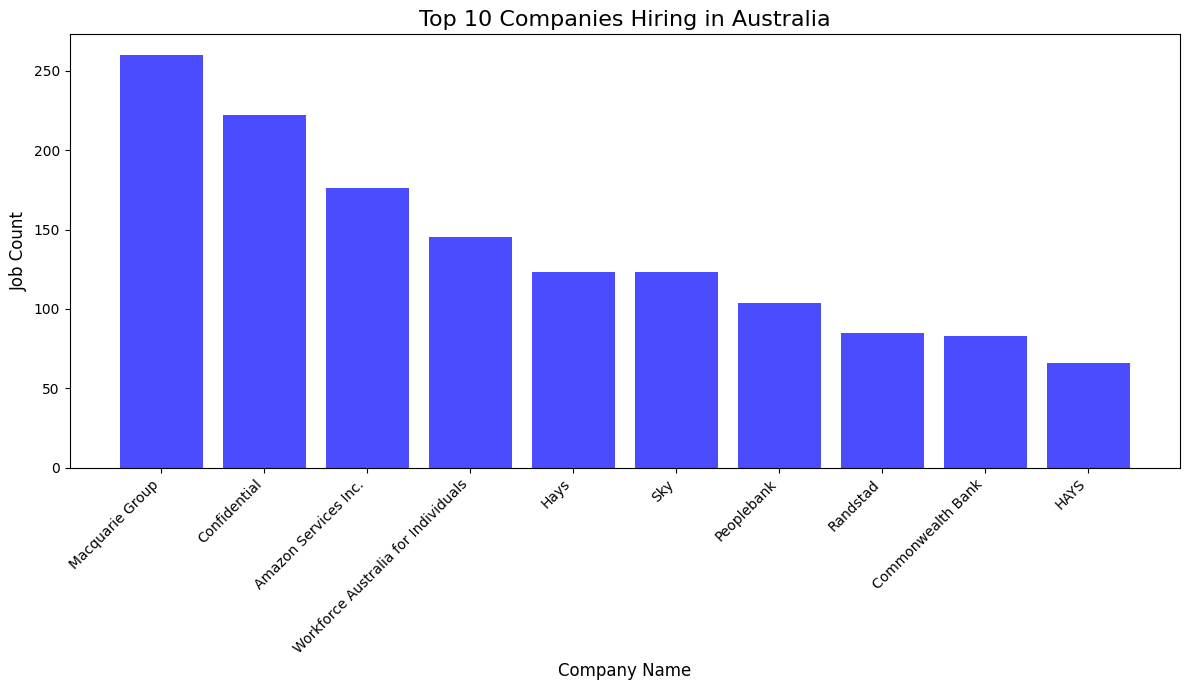 Top 10 Companies Hiring in Australia
Job Count
250
200
150
100
50
0
Macquarie Group
Confidential
Amazon Services Inc.
Workforce Australia for Individuals
Hays
Sky
Peoplebank
Randstad
Commonwealth Bank
HAYS
Company Name